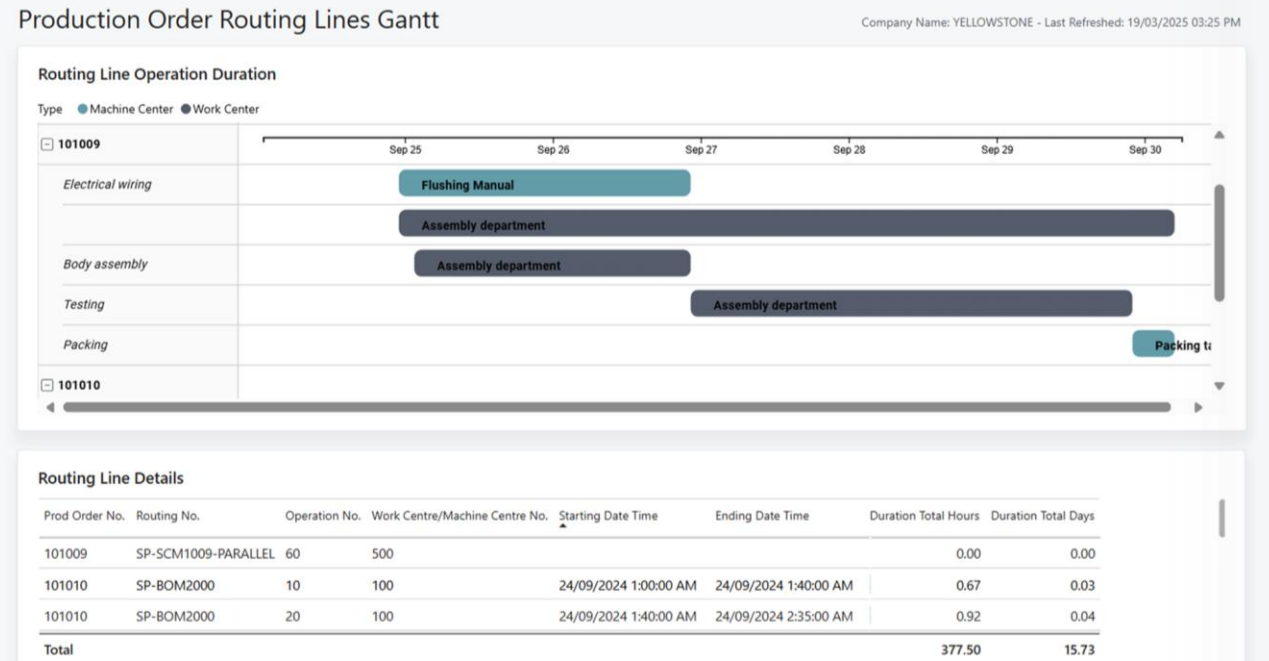 Production Order Routing Lines Gantt
Company Name: YELLOWSTONE - Last Refreshed: 19/03/2025 03:25 PM
Routing Line Operation Duration
Type Machine Center Work Center
101009
Sep 25 Sep 26 Sep 27 Sep 28 Sep 29 Sep 30
Electrical wiring Flushing Manual
Assembly department
Body assembly Assembly department
Testing Assembly department
Packing Packing ta
101010
Routing Line Details
Prod Order No. Routing No. Operation No. Work Centre/Machine Centre No. Starting Date Time Ending Date Time Duration Total Hours Duration Total Days
101009 SP-SCM1009-PARALLEL 60 500 0.00 0.00
101010 SP-BOM2000 10 100 24/09/2024 1:00:00 AM 24/09/2024 1:40:00 AM 0.67 0.03
101010 SP-BOM2000 20 100 24/09/2024 1:40:00 AM 24/09/2024 2:35:00 AM 0.92 0.04
Total 377.50 15.73